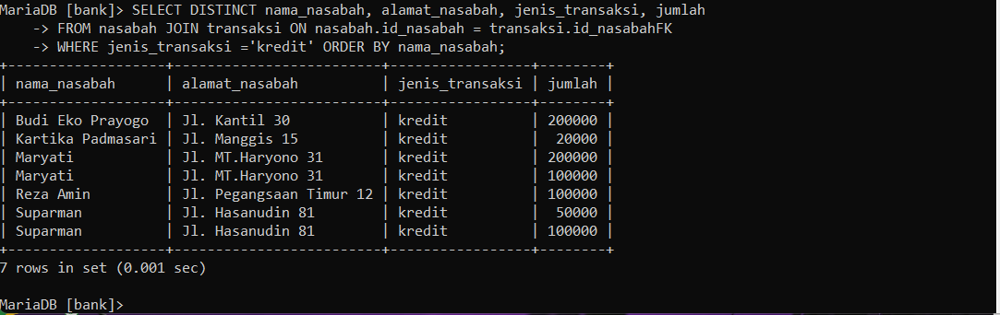 MariaDB [bank]> SELECT DISTINCT nama_nasabah, alamat_nasabah, jenis_transaksi, jumlah
    -> FROM nasabah JOIN transaksi ON nasabah.id_nasabah = transaksi.id_nasabahFK
    -> WHERE jenis_transaksi ='kredit' ORDER BY nama_nasabah;
+-------------------+-------------------------+-----------------+--------+
| nama_nasabah      | alamat_nasabah          | jenis_transaksi | jumlah |
+-------------------+-------------------------+-----------------+--------+
| Budi Eko Prayogo  | Jl. Kantil 30           | kredit          | 200000 |
| Kartika Padmasari | Jl. Manggis 15          | kredit          |  20000 |
| Maryati           | Jl. MT.Haryono 31       | kredit          | 200000 |
| Maryati           | Jl. MT.Haryono 31       | kredit          | 100000 |
| Reza Amin         | Jl. Pegangsaan Timur 12 | kredit          | 100000 |
| Suparman          | Jl. Hasanudin 81        | kredit          |  50000 |
| Suparman          | Jl. Hasanudin 81        | kredit          | 100000 |
+-------------------+-------------------------+-----------------+--------+
7 rows in set (0.001 sec)
MariaDB [bank]>